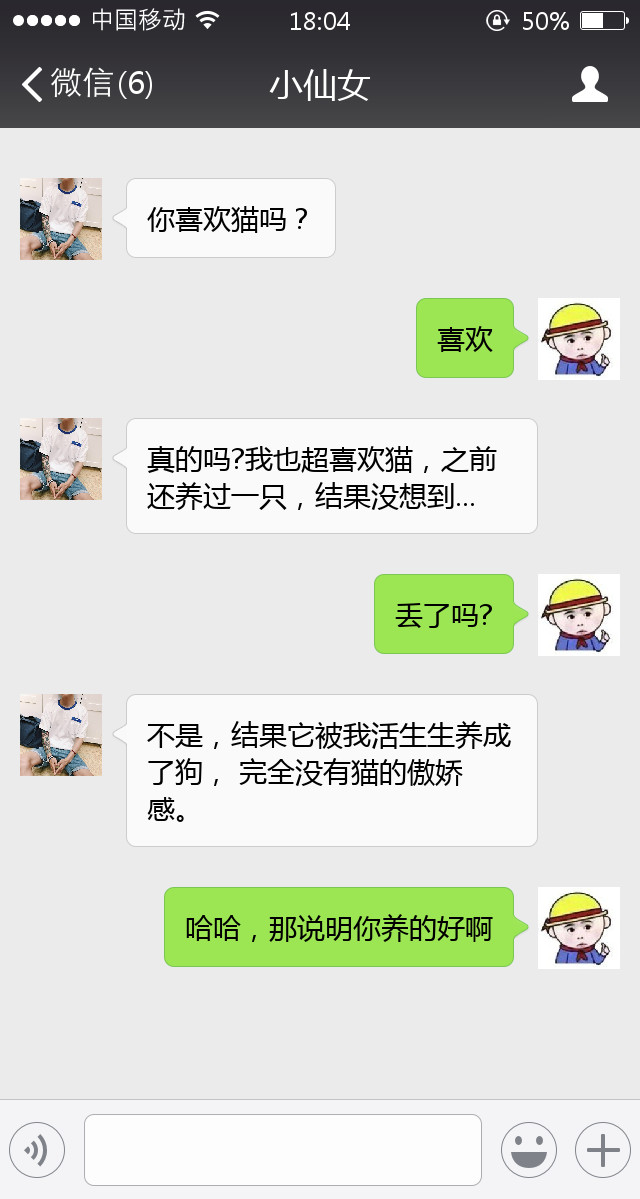 中国移动 18:04 50%
微信(6) 小仙女
你喜欢猫吗？
喜欢
真的吗?我也超喜欢猫，之前
还养过一只，结果没想到...
丢了吗?
不是，结果它被我活生生养成
了狗， 完全没有猫的傲娇
感。
哈哈，那说明你养的好啊